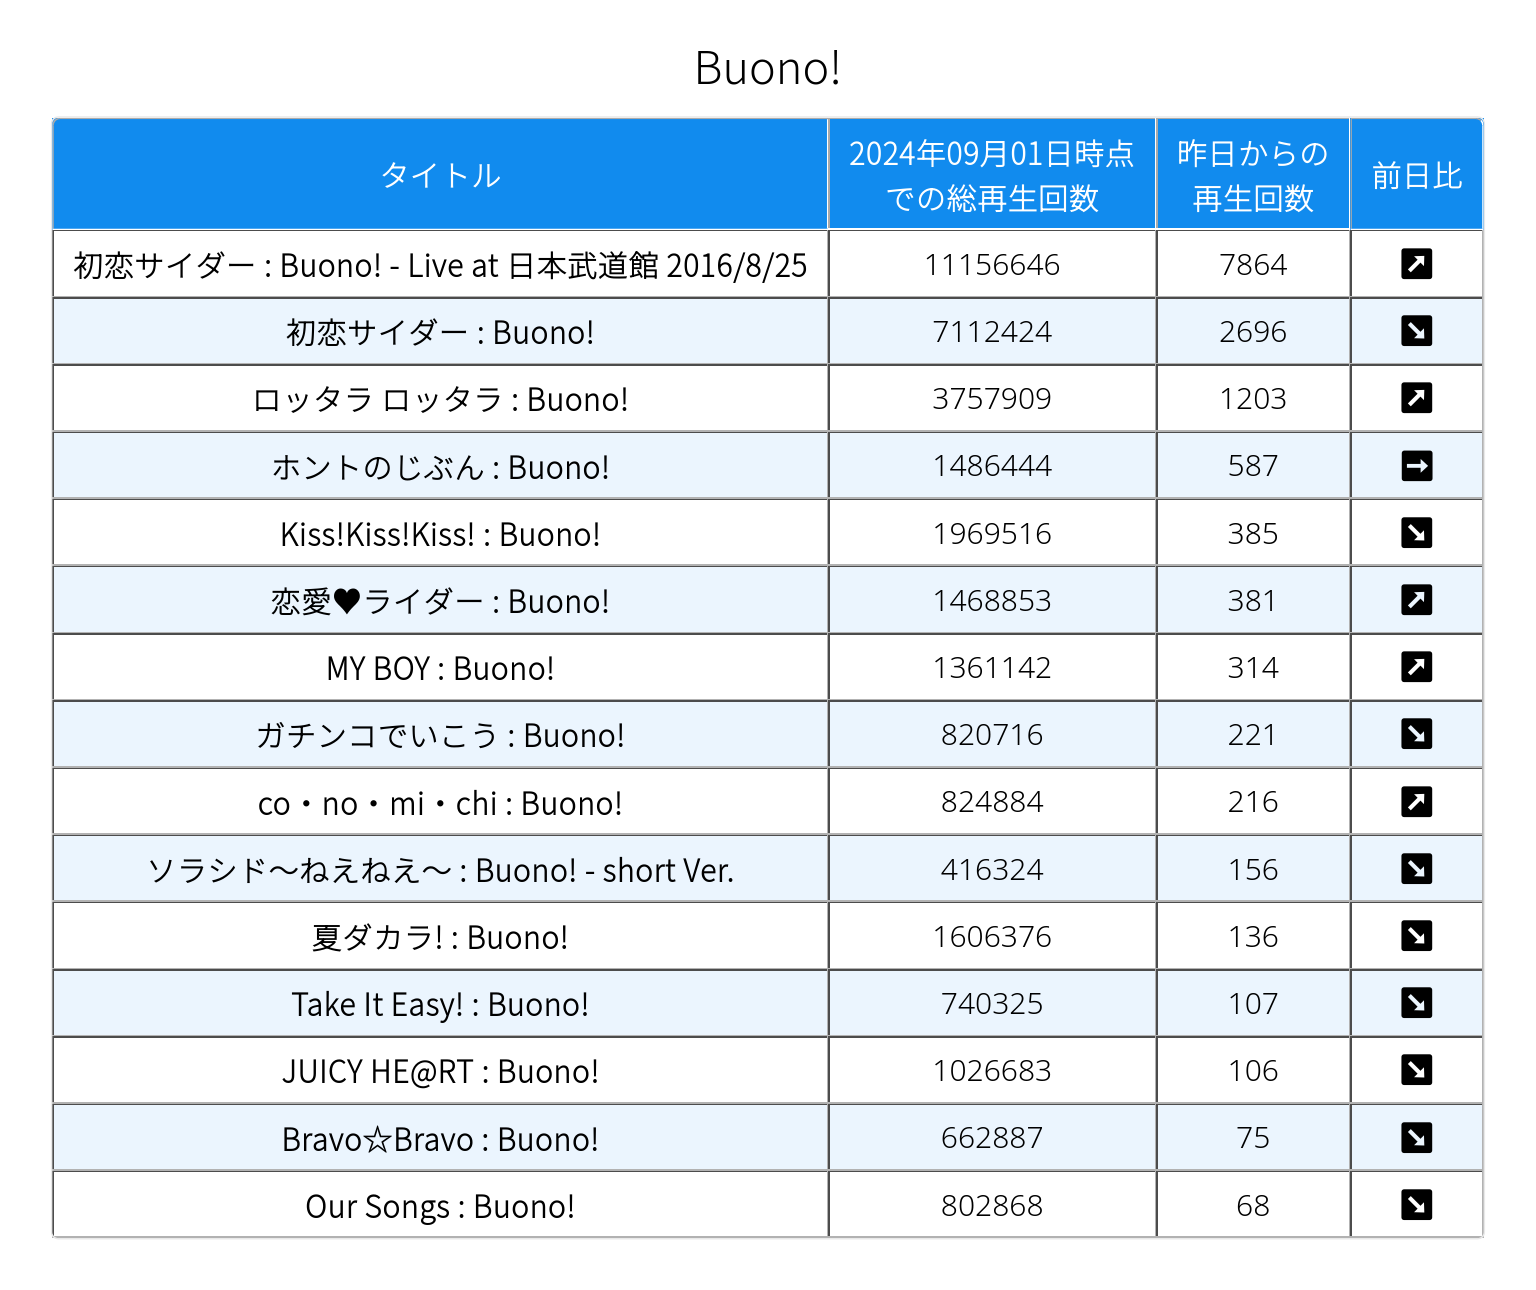 Buono!
タイトル 2024年09月01日時点での総再生回数 昨日からの再生回数 前日比
初恋サイダー : Buono! - Live at 日本武道館 2016/8/25 11156646 7864 ↗
初恋サイダー : Buono! 7112424 2696 ↘
ロッタラ ロッタラ : Buono! 3757909 1203 ↗
ホントのじぶん : Buono! 1486444 587 →
Kiss!Kiss!Kiss! : Buono! 1969516 385 ↘
恋愛♥ライダー : Buono! 1468853 381 ↗
MY BOY : Buono! 1361142 314 ↗
ガチンコでいこう : Buono! 820716 221 ↘
co・no・mi・chi : Buono! 824884 216 ↗
ソラシド〜ねえねえ〜 : Buono! - short Ver. 416324 156 ↘
夏ダカラ! : Buono! 1606376 136 ↘
Take It Easy! : Buono! 740325 107 ↘
JUICY HE@RT : Buono! 1026683 106 ↘
Bravo☆Bravo : Buono! 662887 75 ↘
Our Songs : Buono! 802868 68 ↘